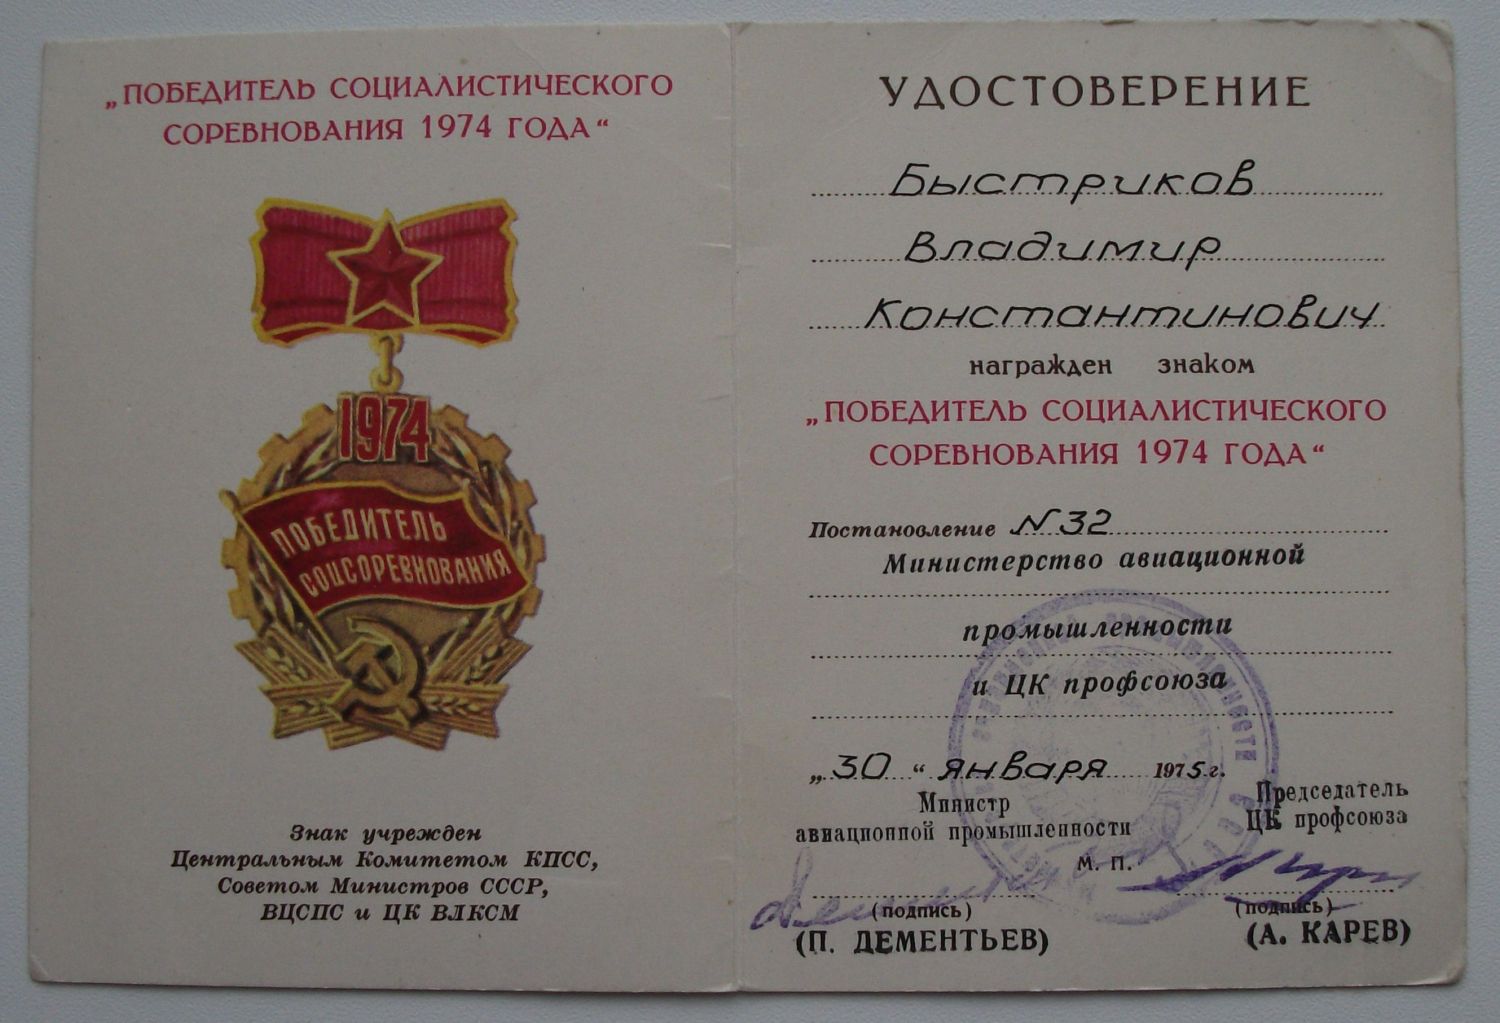 „ПОБЕДИТЕЛЬ СОЦИАЛИСТИЧЕСКОГО
СОРЕВНОВАНИЯ 1974 ГОДА“
1974
ПОБЕДИТЕЛЬ
СОЦСОРЕВНОВАНИЯ
Знак учрежден
Центральным Комитетом КПСС,
Советом Министров СССР,
ВЦСПС и ЦК ВЛКСМ
УДОСТОВЕРЕНИЕ
Быстриков
Владимир
Константинович
награжден знаком
„ПОБЕДИТЕЛЬ СОЦИАЛИСТИЧЕСКОГО
СОРЕВНОВАНИЯ 1974 ГОДА“
Постановление N 32
Министерство авиационной
промышленности
и ЦК профсоюза
„30“ января 1975 г.
Министр
авиационной промышленности
Председатель
ЦК профсоюза
М. П.
(подпись)
(П. ДЕМЕНТЬЕВ)
(подпись)
(А. КАРЕВ)